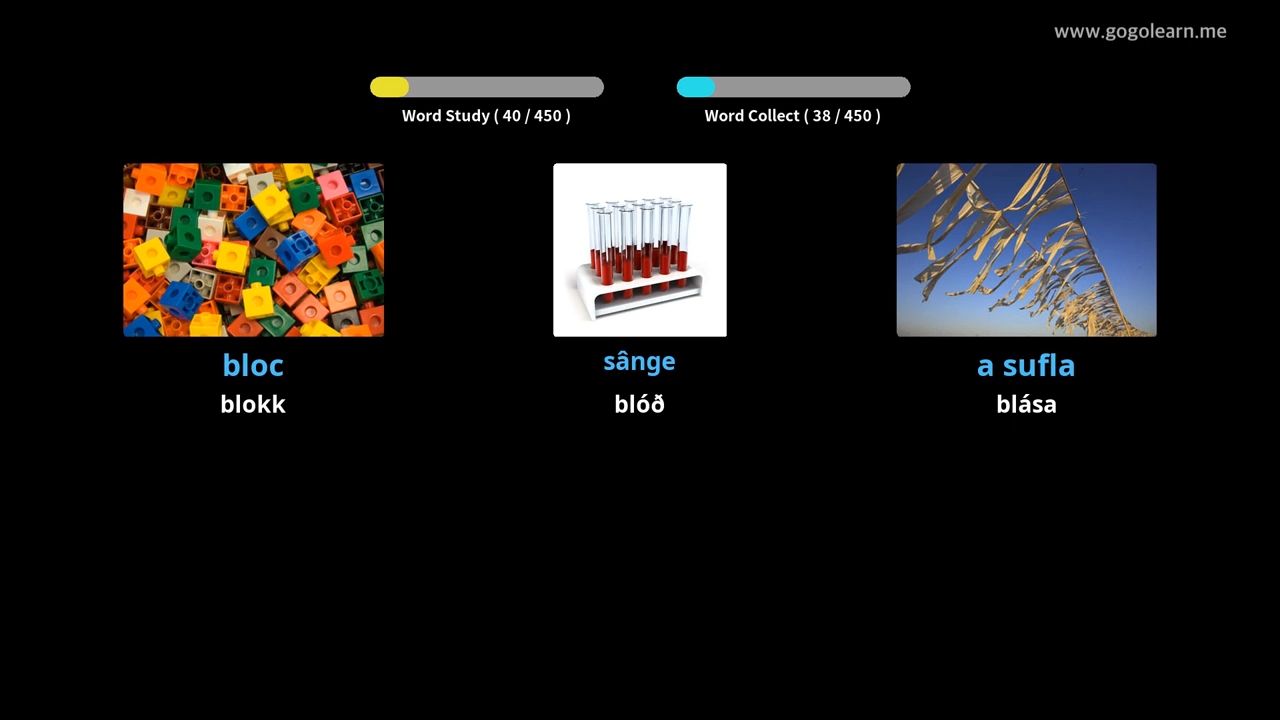 www.gogolearn.me
Word Study ( 40 / 450 )
Word Collect ( 38 / 450 )
bloc
blokk
sânge
blóð
a sufla
blása